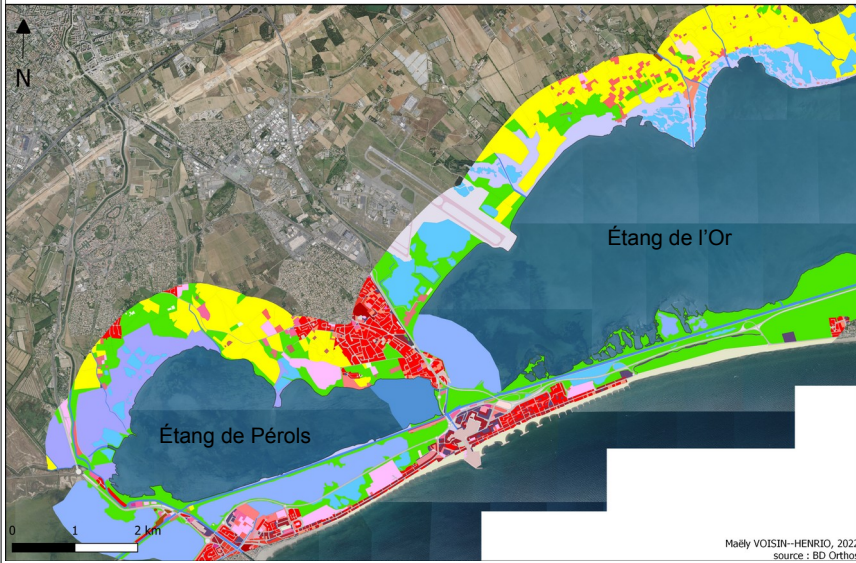 N
Étang de l'Or
Étang de Pérols
0 1 2 km
Maëly VOISIN--HENRIO, 2022
source : BD Orthos